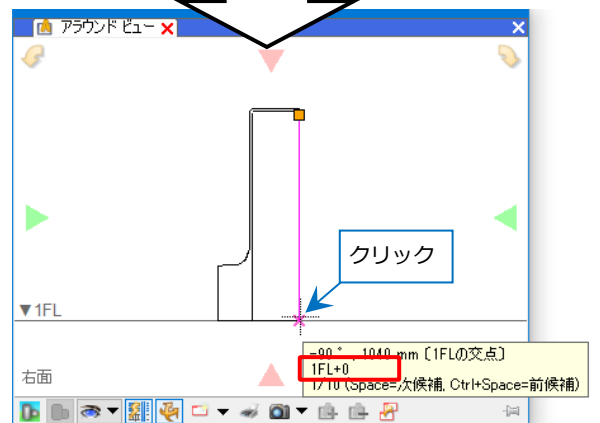 アラウンド ビュー
クリック
▼1FL
-90°, 1040 mm [1FLの交点]
1FL+0
1/10 (Space=次候補, Ctrl+Space=前候補)
右面